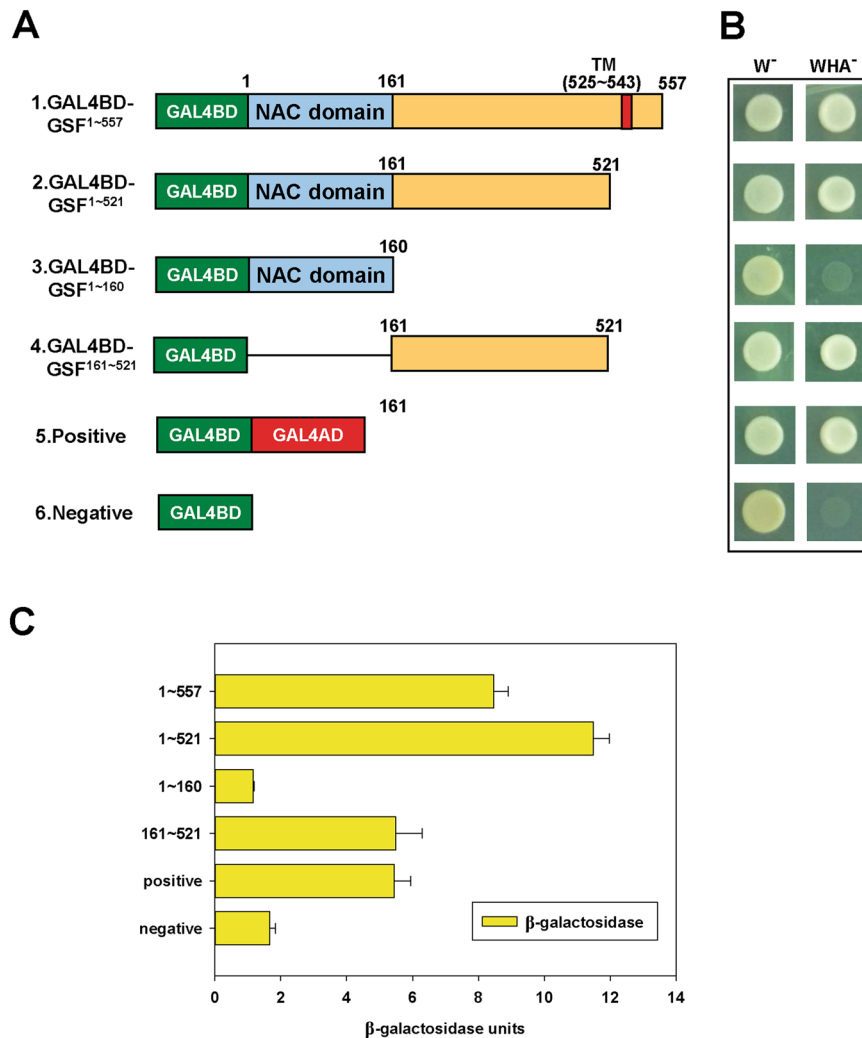 A
B
W⁻ WHA⁻
TM
1 161 (525~543) 557
1.GAL4BD-
GSF¹~⁵⁵⁷
GAL4BD NAC domain
161 521
2.GAL4BD-
GSF¹~⁵²¹
GAL4BD NAC domain
160
3.GAL4BD-
GSF¹~¹⁶⁰
GAL4BD NAC domain
161 521
4.GAL4BD-
GSF¹⁶¹~⁵²¹
GAL4BD
161
5.Positive GAL4BD GAL4AD
6.Negative GAL4BD
C
1~557
1~521
1~160
161~521
positive
negative
β-galactosidase
0 2 4 6 8 10 12 14
β-galactosidase units